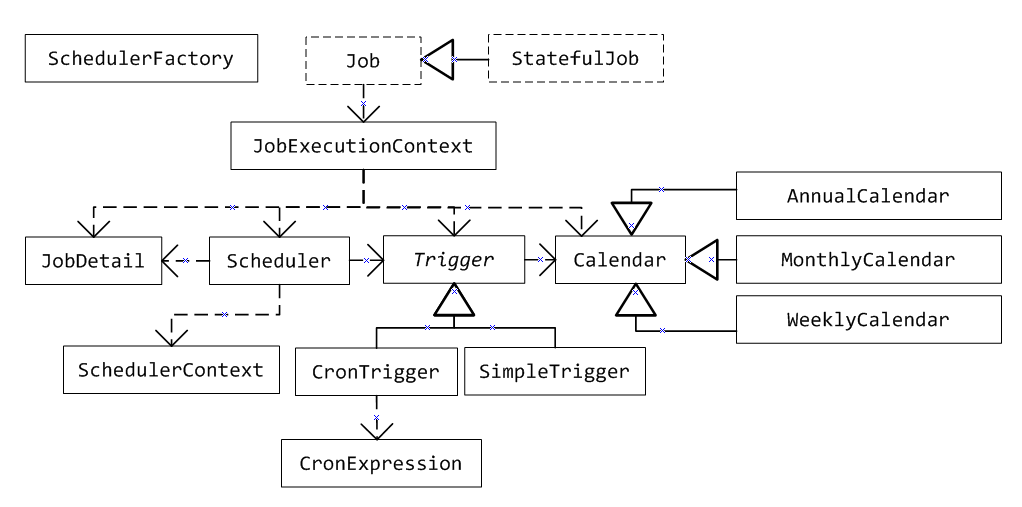 SchedulerFactory
Job
StatefulJob
JobExecutionContext
AnnualCalendar
JobDetail
Scheduler
Trigger
Calendar
MonthlyCalendar
WeeklyCalendar
SchedulerContext
CronTrigger
SimpleTrigger
CronExpression